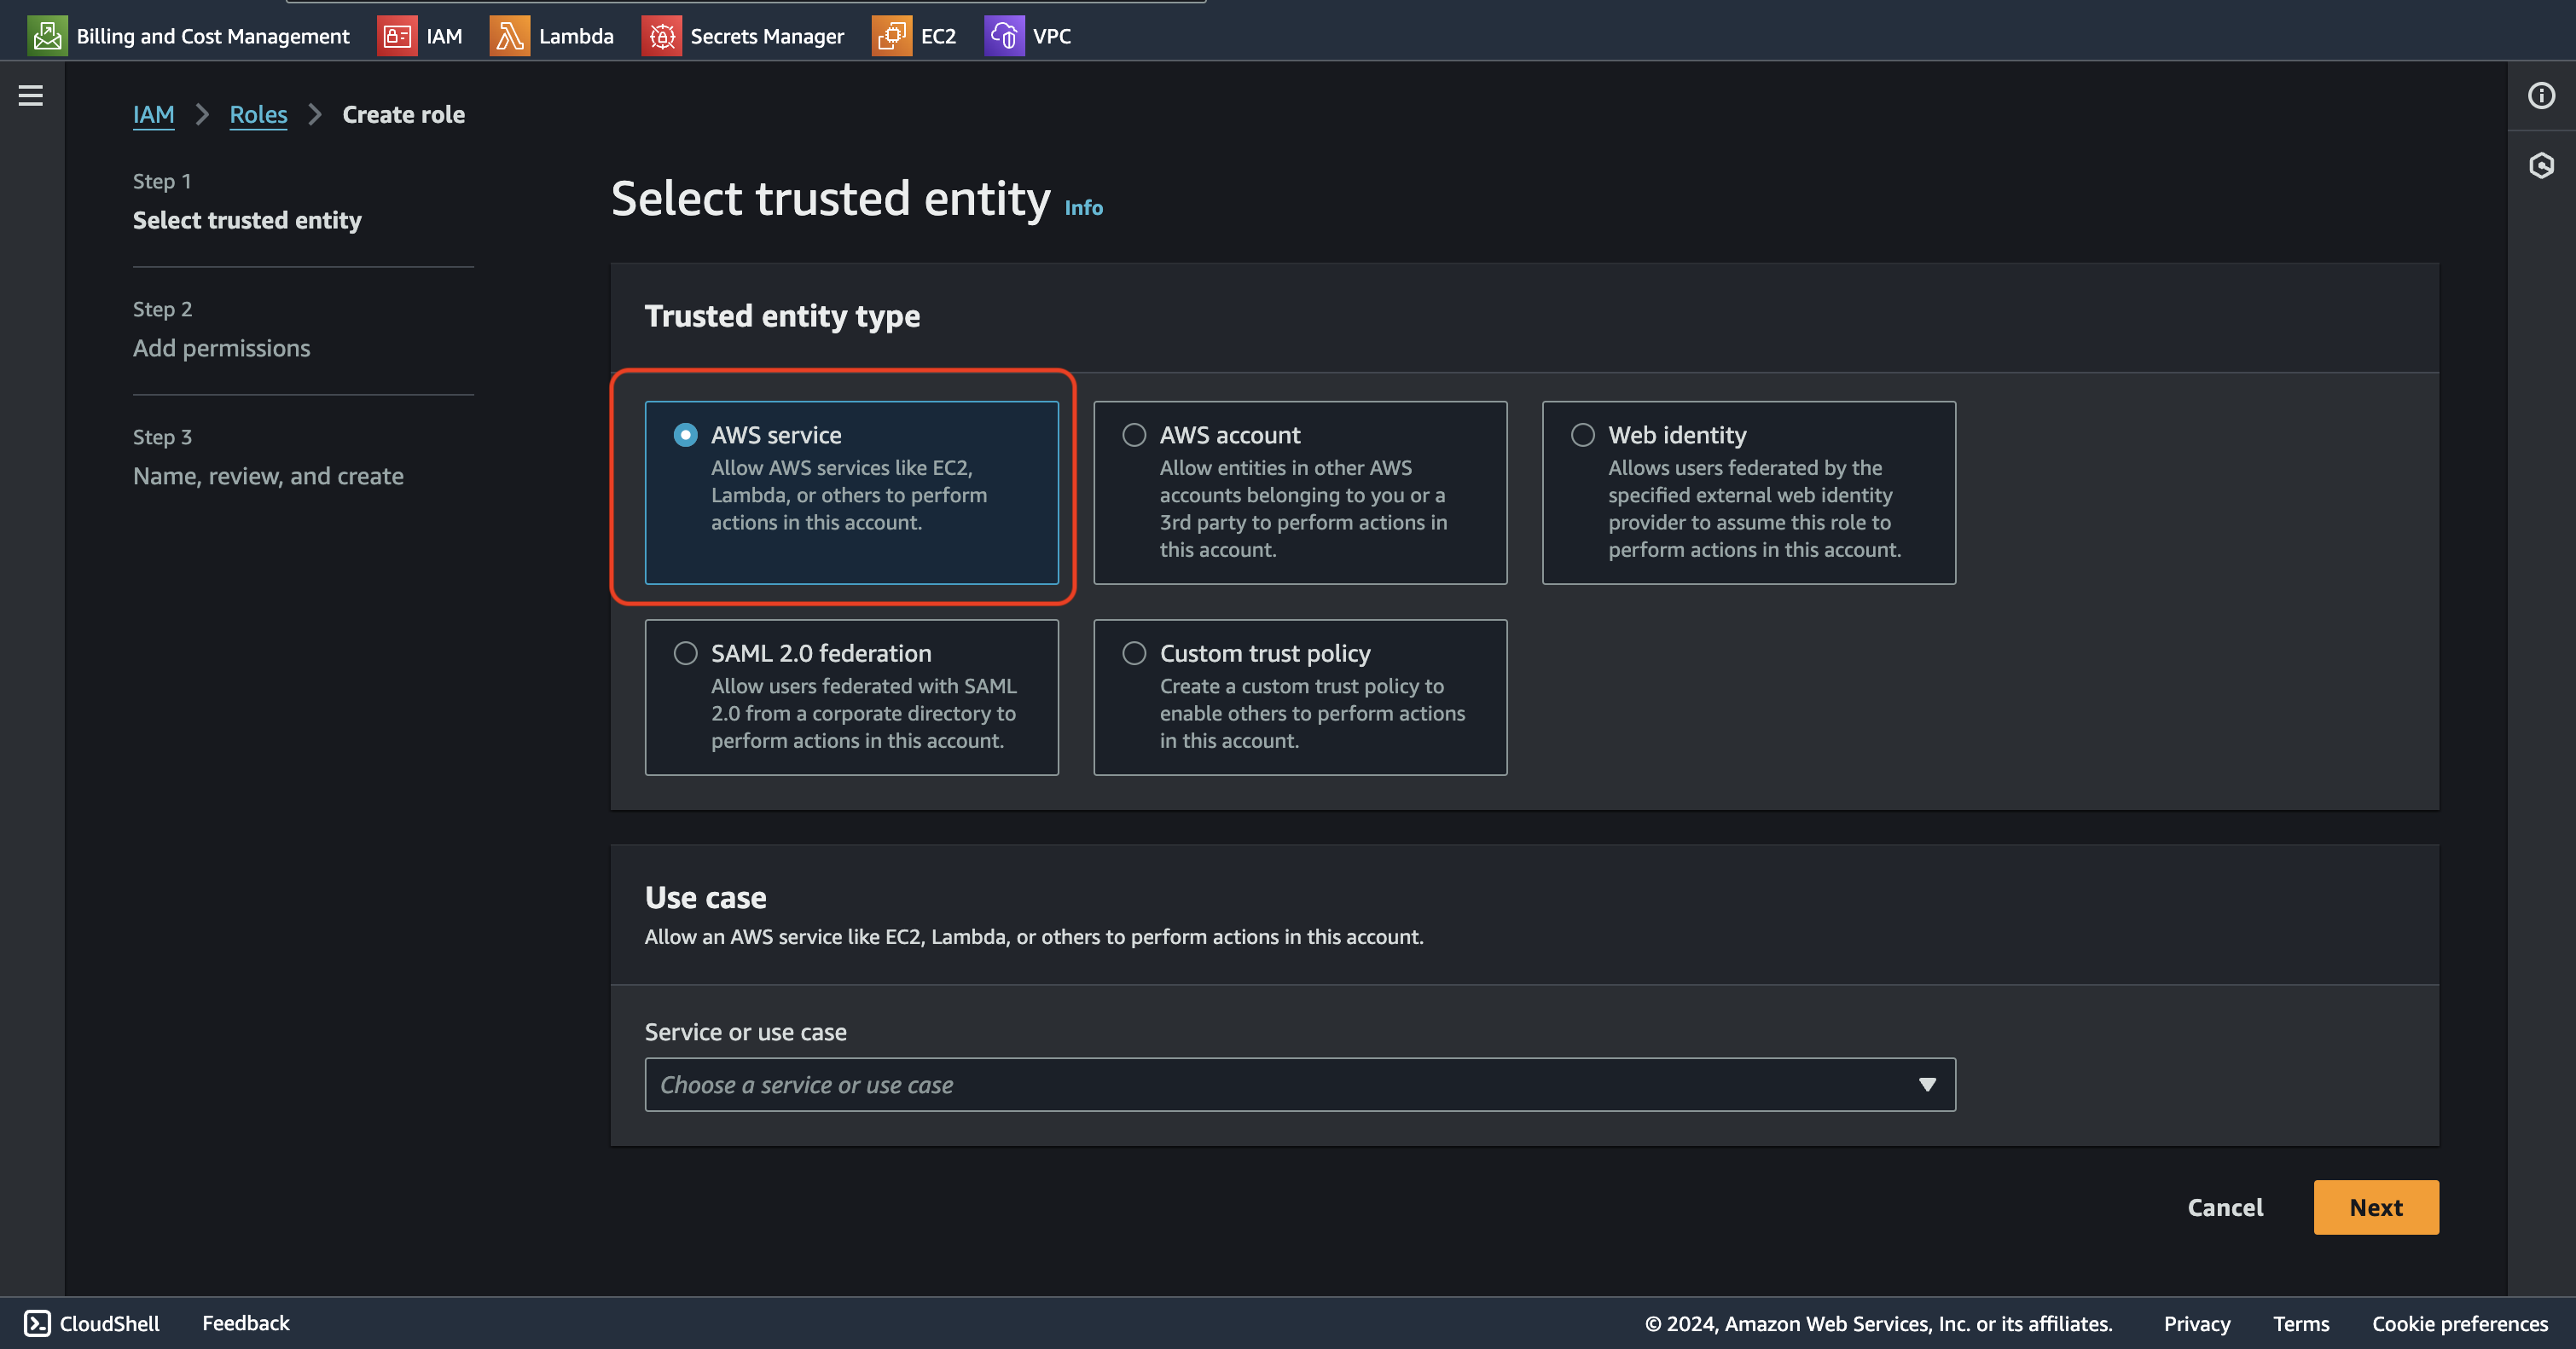 Billing and Cost Management
IAM
Lambda
Secrets Manager
EC2
VPC
IAM
Roles
Create role
Step 1
Select trusted entity
Step 2
Add permissions
Step 3
Name, review, and create
Select trusted entity Info
Trusted entity type
AWS service
Allow AWS services like EC2,
Lambda, or others to perform
actions in this account.
AWS account
Allow entities in other AWS
accounts belonging to you or a
3rd party to perform actions in
this account.
Web identity
Allows users federated by the
specified external web identity
provider to assume this role to
perform actions in this account.
SAML 2.0 federation
Allow users federated with SAML
2.0 from a corporate directory to
perform actions in this account.
Custom trust policy
Create a custom trust policy to
enable others to perform actions
in this account.
Use case
Allow an AWS service like EC2, Lambda, or others to perform actions in this account.
Service or use case
Choose a service or use case
Cancel
Next
CloudShell
Feedback
© 2024, Amazon Web Services, Inc. or its affiliates.
Privacy
Terms
Cookie preferences